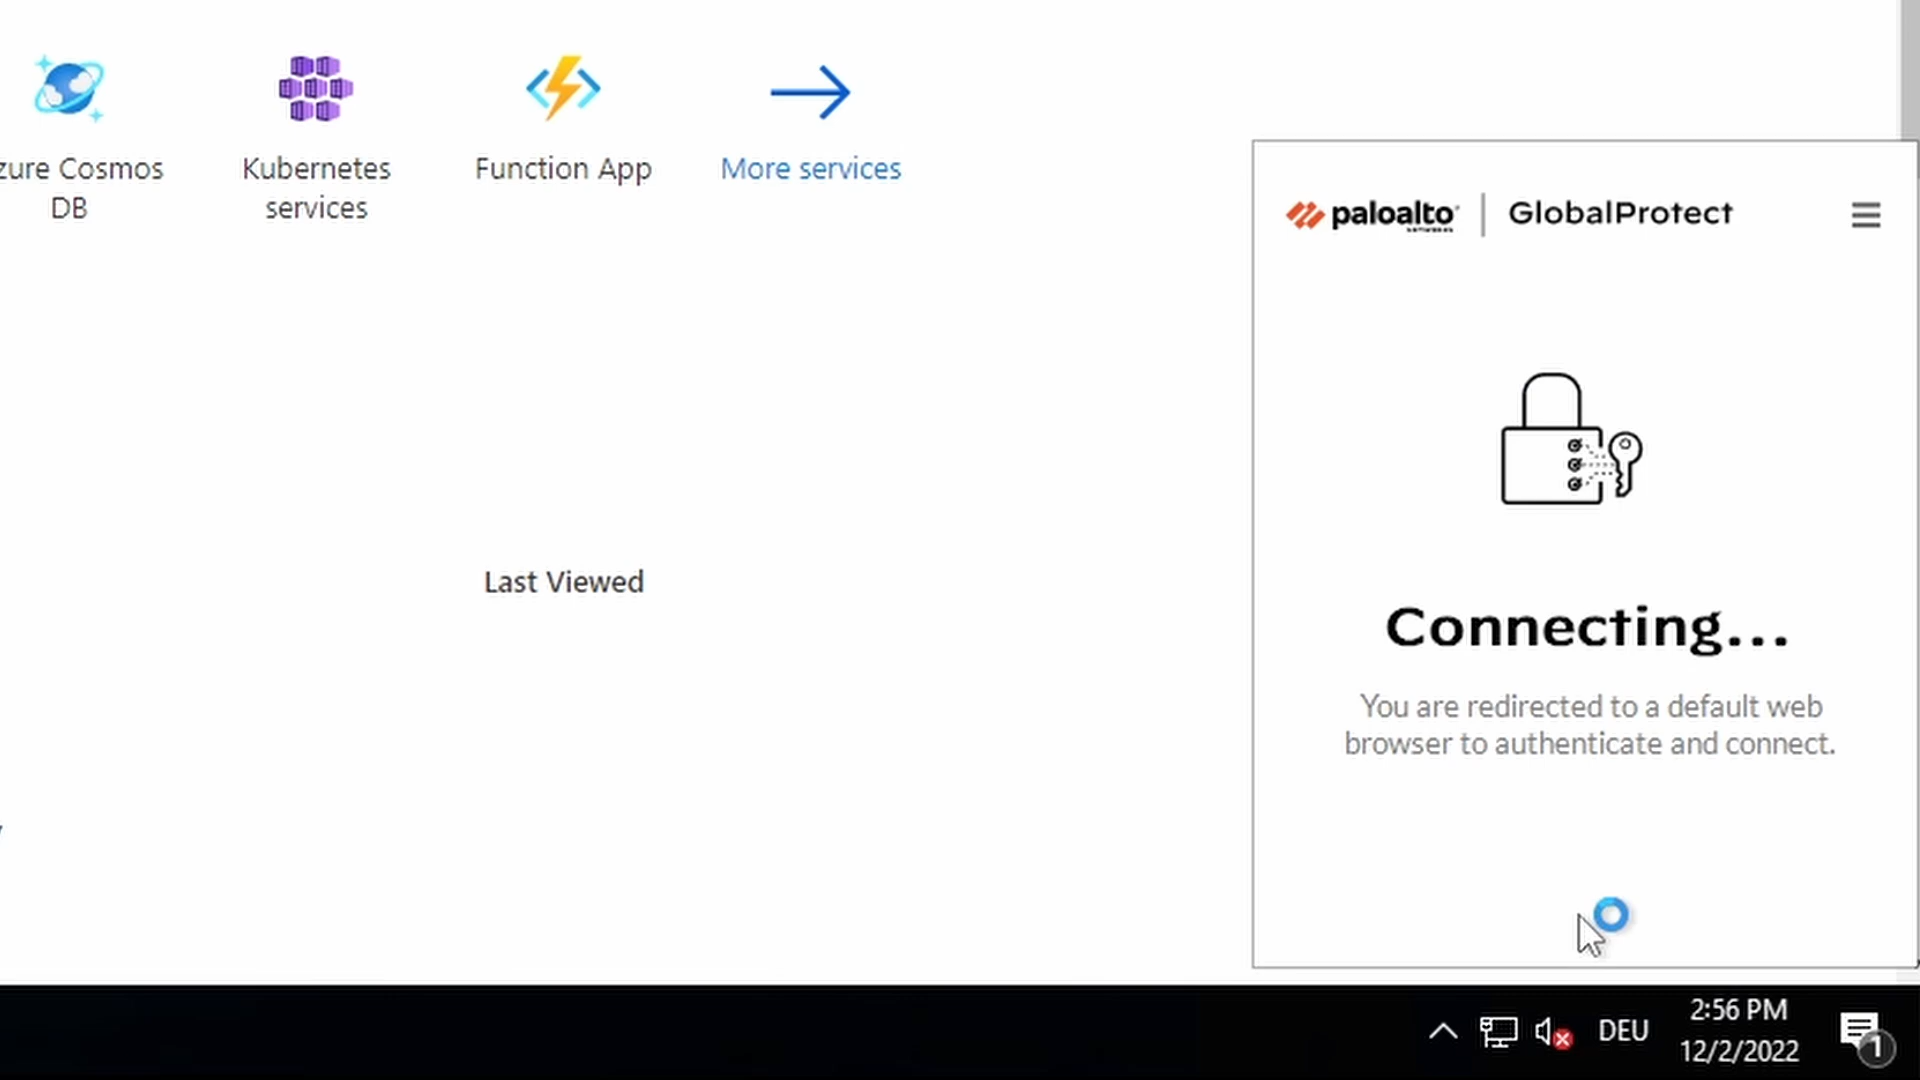 zure Cosmos
DB
Kubernetes
services
Function App
More services
paloalto
NETWORKS
GlobalProtect
Last Viewed
Connecting...
You are redirected to a default web
browser to authenticate and connect.
DEU
2:56 PM
12/2/2022
1